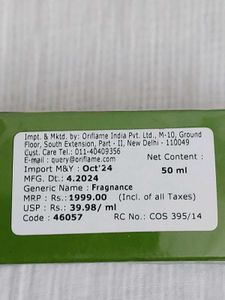 Impt. & Mktd. by: Oriflame India Pvt. Ltd., M-10, Ground
Floor, South Extension, Part - II, New Delhi - 110049
Cust. Care Tel.: 011-40409356
E-mail : query@oriflame.com Net Content :
Import M&Y : Oct'24 50 ml
MFG. Dt.: 4.2024
Generic Name : Fragnance
MRP : Rs.1999.00 (Incl. of all Taxes)
USP : Rs. 39.98/ ml
Code : 46057 RC No.: COS 395/14